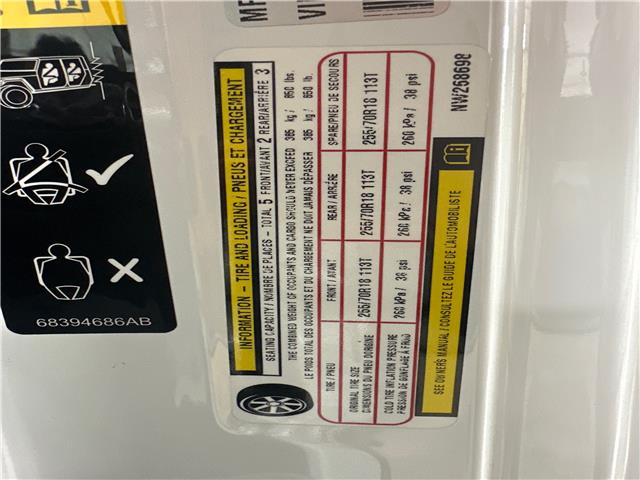 MF
VI
INFORMATION – TIRE AND LOADING / PNEUS ET CHARGEMENT
SEATING CAPACITY / NOMBRE DE PLACES – TOTAL 5 FRONT/AVANT 2 REAR/ARRIÈRE 3
THE COMBINED WEIGHT OF OCCUPANTS AND CARGO SHOULD NEVER EXCEED 385 kg / 850 lbs.
LE POIDS TOTAL DES OCCUPANTS ET DU CHARGEMENT NE DOIT JAMAIS DÉPASSER 385 kg / 850 lb.
TIRE / PNEU FRONT / AVANT REAR / ARRIÈRE SPARE/PNEU DE SECOURS
ORIGINAL TIRE SIZE 255/70R18 113T 255/70R18 113T 255/70R18 113T
DIMENSIONS DU PNEU D'ORIGINE
COLD TIRE INFLATION PRESSURE 260 kPa / 38 psi 260 kPa / 38 psi 260 kPa / 38 psi
PRESSION DE GONFLAGE À FROID
SEE OWNER'S MANUAL / CONSULTEZ LE GUIDE DE L'AUTOMOBILISTE
NW268698
68394686AB